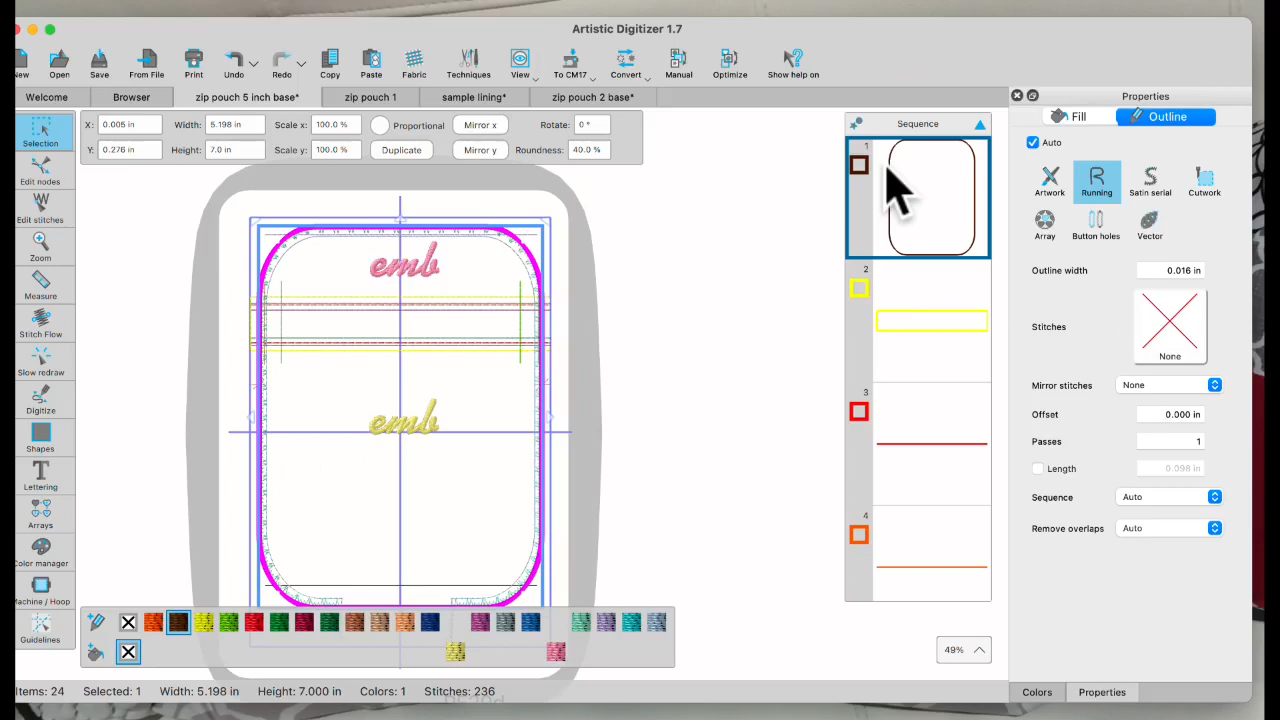 Artistic Digitizer 1.7
New Open Save From File Print Undo Redo Copy Paste Fabric Techniques View To CM17 Convert Manual Optimize Show help on
Welcome Browser zip pouch 5 inch base* zip pouch 1 sample lining* zip pouch 2 base*
X: 0.005 in Width: 5.198 in Scale x: 100.0 % Proportional Mirror x Rotate: 0 °
Y: 0.276 in Height: 7.0 in Scale y: 100.0 % Duplicate Mirror y Roundness: 40.0 %
Selection
Edit nodes
Edit stitches
Zoom
Measure
Stitch Flow
Slow redraw
Digitize
Shapes
Lettering
Arrays
Color manager
Machine / Hoop
Guidelines
emb
emb
Sequence
1
2
3
4
49%
Properties
Fill Outline
Auto
Artwork Running Satin serial Cutwork
Array Button holes Vector
Outline width 0.016 in
Stitches None
Mirror stitches None
Offset 0.000 in
Passes 1
Length 0.098 in
Sequence Auto
Remove overlaps Auto
Colors Properties
Items: 24 Selected: 1 Width: 5.198 in Height: 7.000 in Colors: 1 Stitches: 236